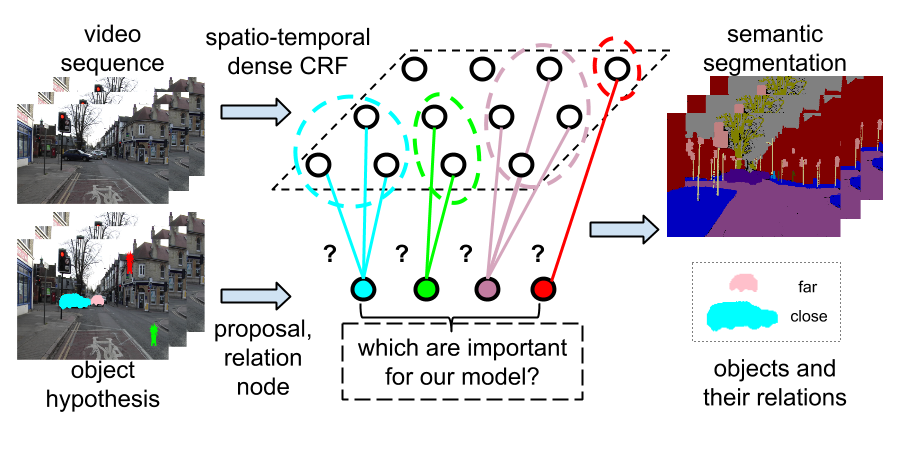 video
sequence
spatio-temporal
dense CRF
semantic
segmentation
? ? ? ?
proposal,
relation
node
which are important
for our model?
far
close
object
hypothesis
objects and
their relations